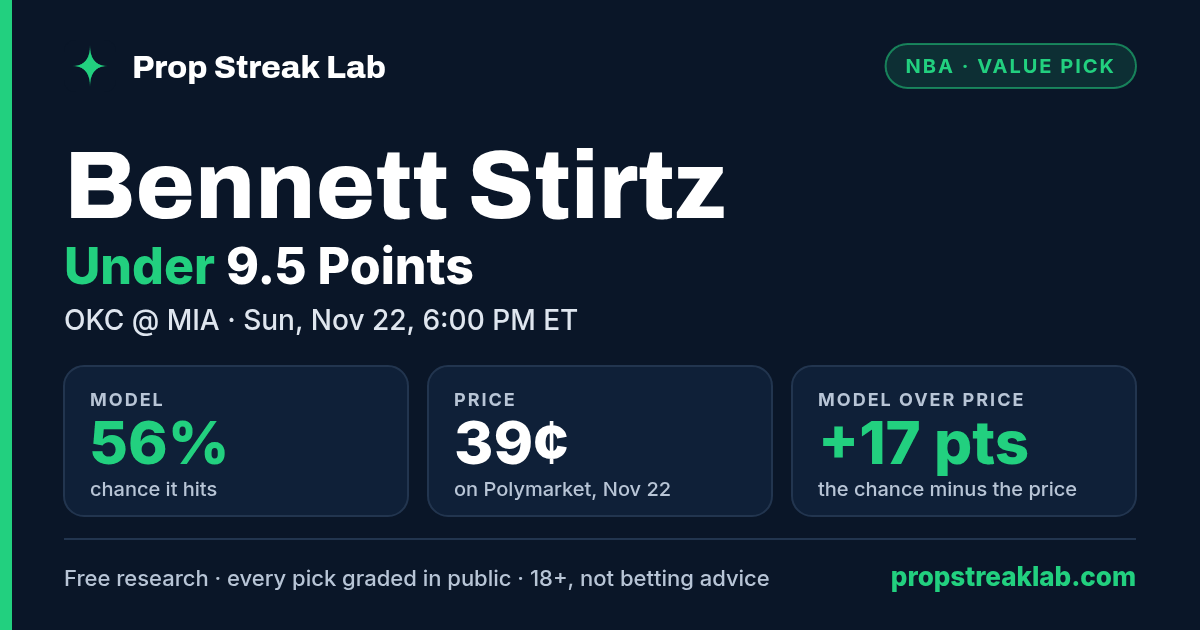 Prop Streak Lab
NBA · VALUE PICK
Bennett Stirtz
Under 9.5 Points
OKC @ MIA · Sun, Nov 22, 6:00 PM ET
MODEL
56%
chance it hits
PRICE
39¢
on Polymarket, Nov 22
MODEL OVER PRICE
+17 pts
the chance minus the price
Free research · every pick graded in public · 18+, not betting advice
propstreaklab.com